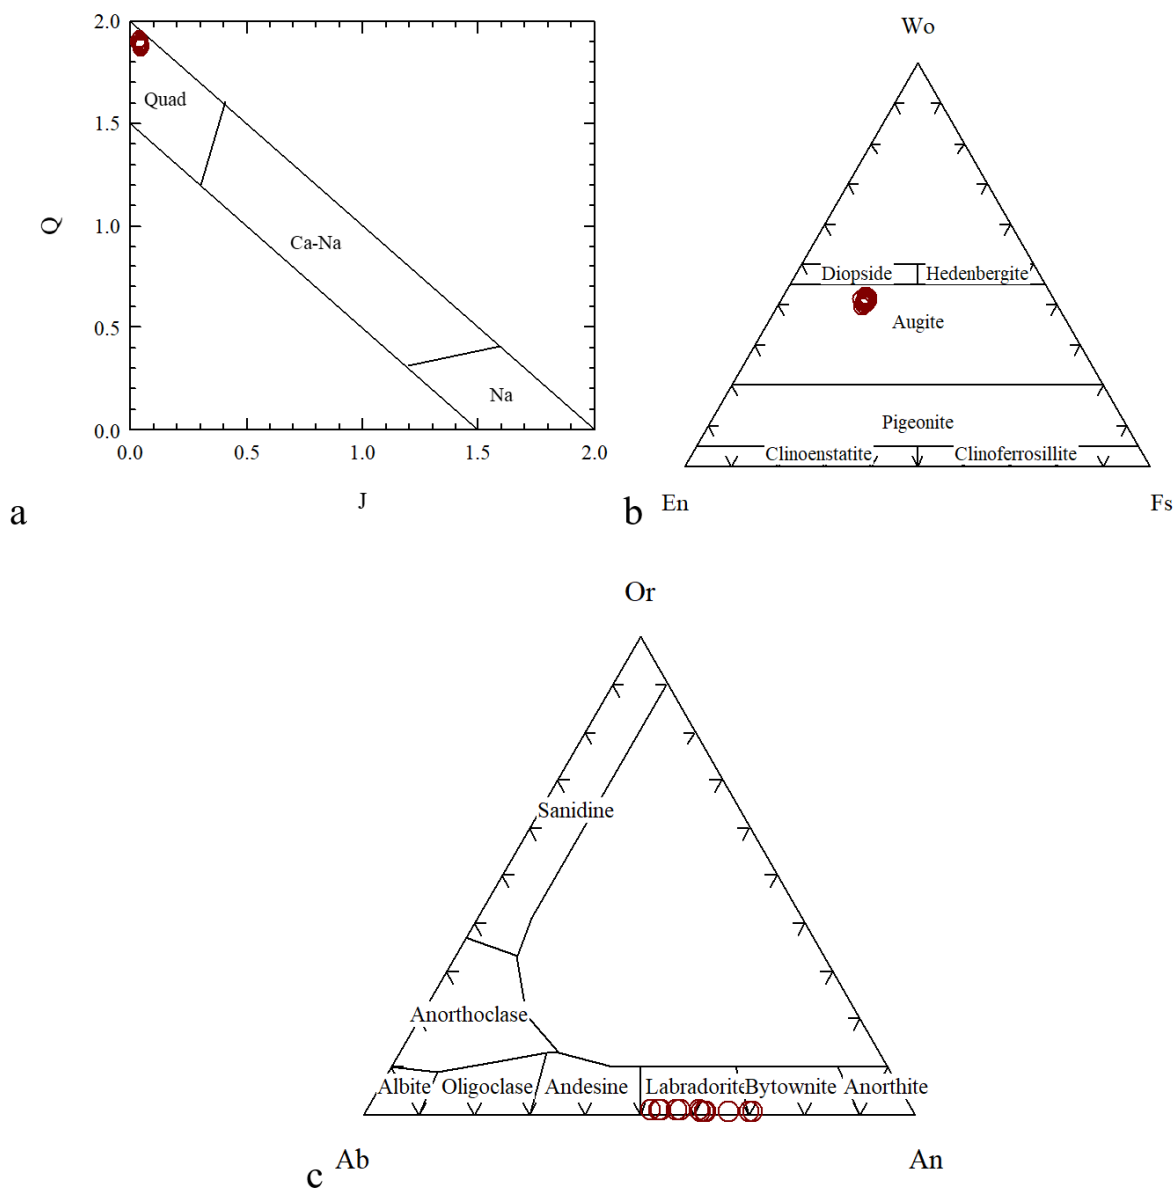 2.0
Quad
1.5
1.0
Ca-Na
Q
0.5
Na
0.0
0.0 0.5 1.0 1.5 2.0
J
a
Wo
Diopside Hedenbergite
Augite
Pigeonite
Clinoenstatite Clinoferrosillite
En Fs
b
Or
Sanidine
Anorthoclase
Albite Oligoclase Andesine Labradorite Bytownite Anorthite
Ab An
c